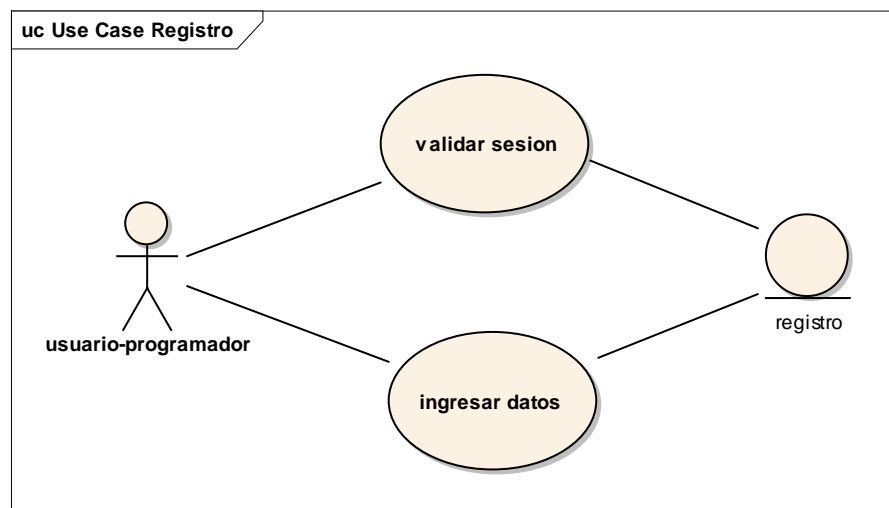 uc Use Case Registro
validar sesion
usuario-programador
registro
ingresar datos